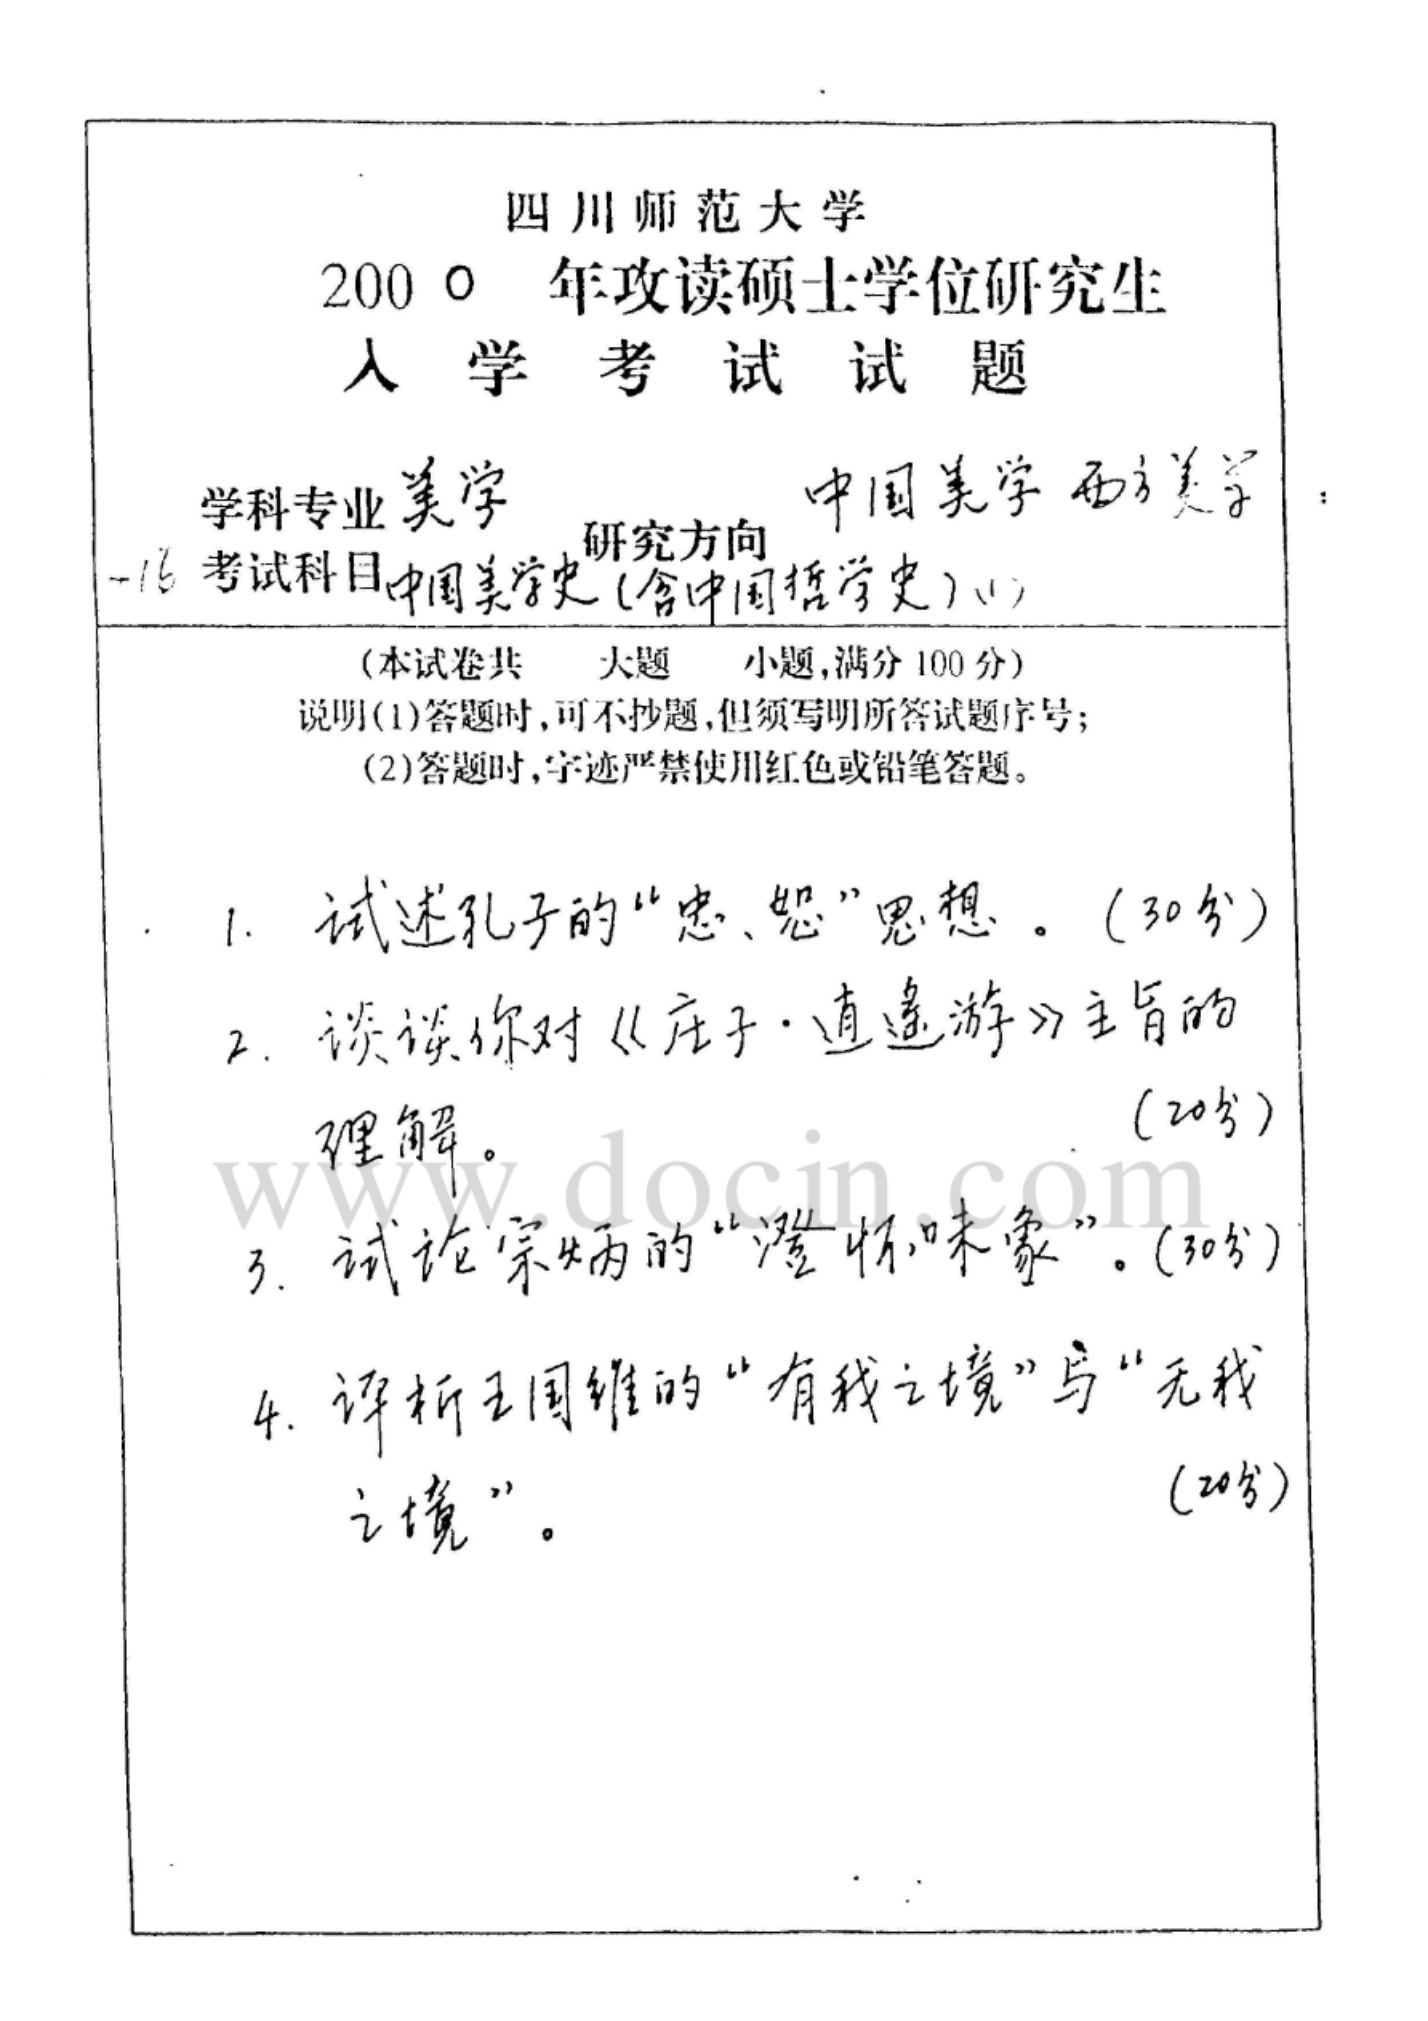 四川师范大学
2000 年攻读硕士学位研究生
入学考试试题
学科专业 美学 研究方向 中国美学 西方美学
考试科目 中国美学史(含中国哲学史)(1)
-16
(本试卷共 大题 小题,满分100分)
说明(1)答题时,可不抄题,但须写明所答试题序号;
(2)答题时,字迹严禁使用红色或铅笔答题。
1. 试述孔子的“忠、恕”思想。(30分)
2. 谈谈你对《庄子·逍遥游》主旨的
理解。 (20分)
www.docin.com
3. 试论宗炳的“澄怀味象”。(30分)
4. 评析王国维的“有我之境”与“无我
之境”。 (20分)